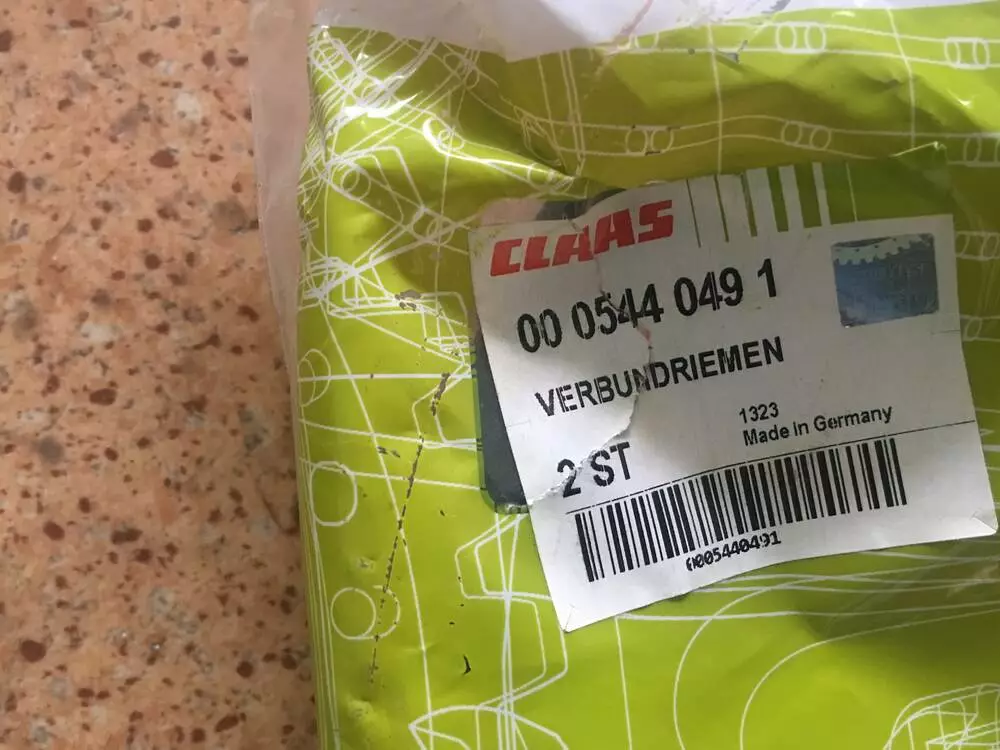 CLAAS
00 0544 049 1
VERBUNDRIEMEN
1323
2 ST
Made in Germany
0005440491